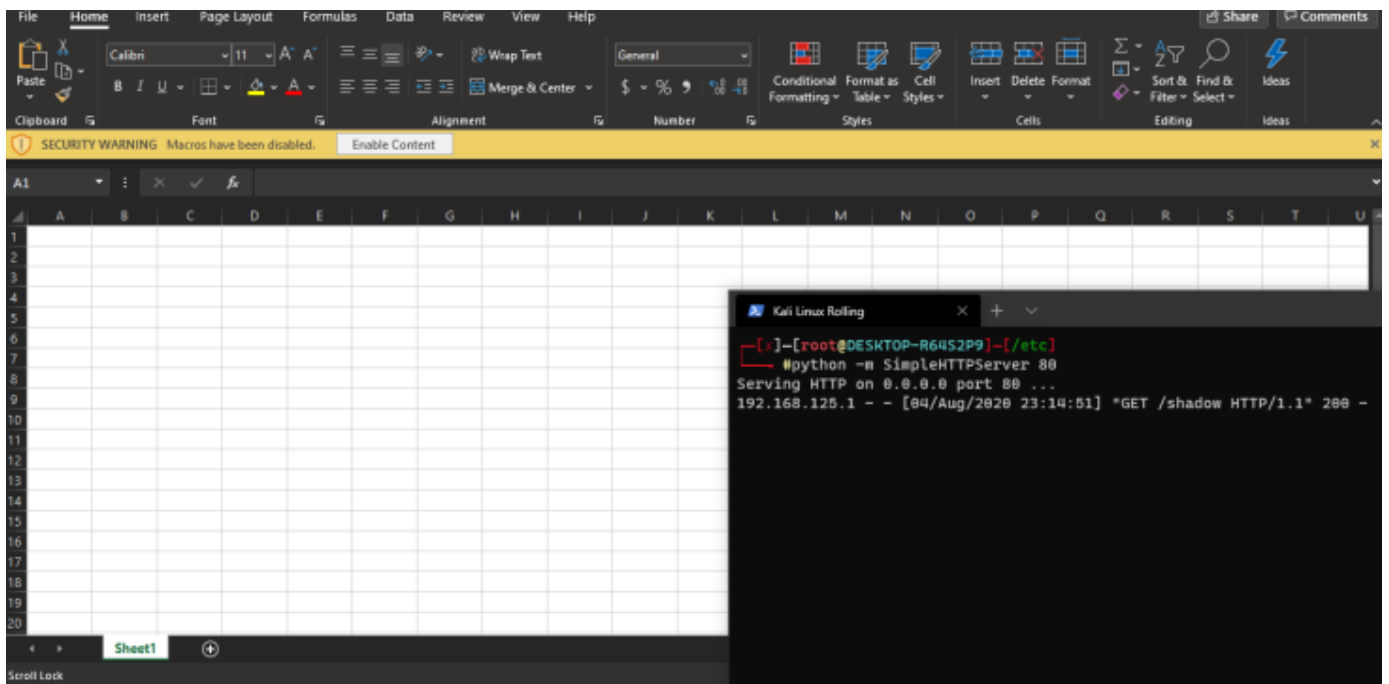 File Home Insert Page Layout Formulas Data Review View Help Share Comments
Calibri 11 A A Wrap Text General
Paste B I U A Merge & Center $ % Conditional Formatting Format as Table Cell Styles Insert Delete Format Sort & Filter Find & Select Ideas
Clipboard Font Alignment Number Styles Cells Editing Ideas
SECURITY WARNING Macros have been disabled. Enable Content
A1 fx
A B C D E F G H I J K L M N O P Q R S T U
1
2
3
4
5
6
7
8
9
10
11
12
13
14
15
16
17
18
19
20
Kali Linux Rolling
[x]-[root@DESKTOP-R64S2P9]-[/etc]
#python -m SimpleHTTPServer 80
Serving HTTP on 0.0.0.0 port 80 ...
192.168.125.1 - - [04/Aug/2020 23:14:51] "GET /shadow HTTP/1.1" 200 -
Sheet1
Scroll Lock